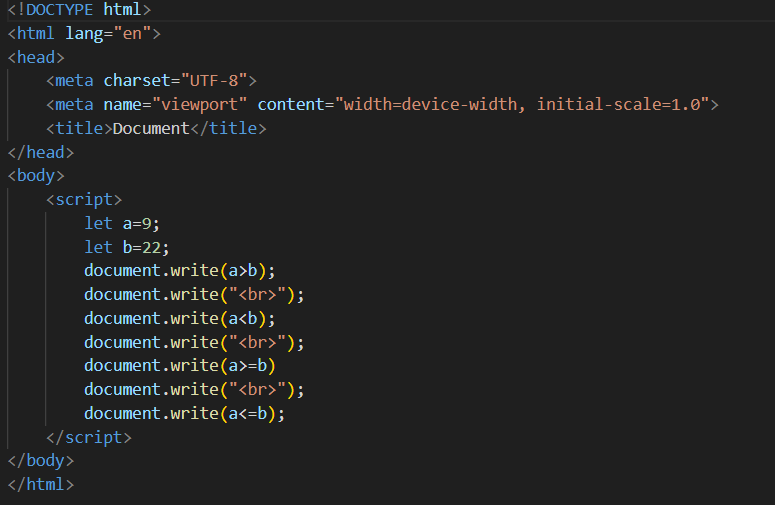 <!DOCTYPE html>
<html lang="en">
<head>
    <meta charset="UTF-8">
    <meta name="viewport" content="width=device-width, initial-scale=1.0">
    <title>Document</title>
</head>
<body>
    <script>
        let a=9;
        let b=22;
        document.write(a>b);
        document.write("<br>");
        document.write(a<b);
        document.write("<br>");
        document.write(a>=b)
        document.write("<br>");
        document.write(a<=b);
    </script>
</body>
</html>